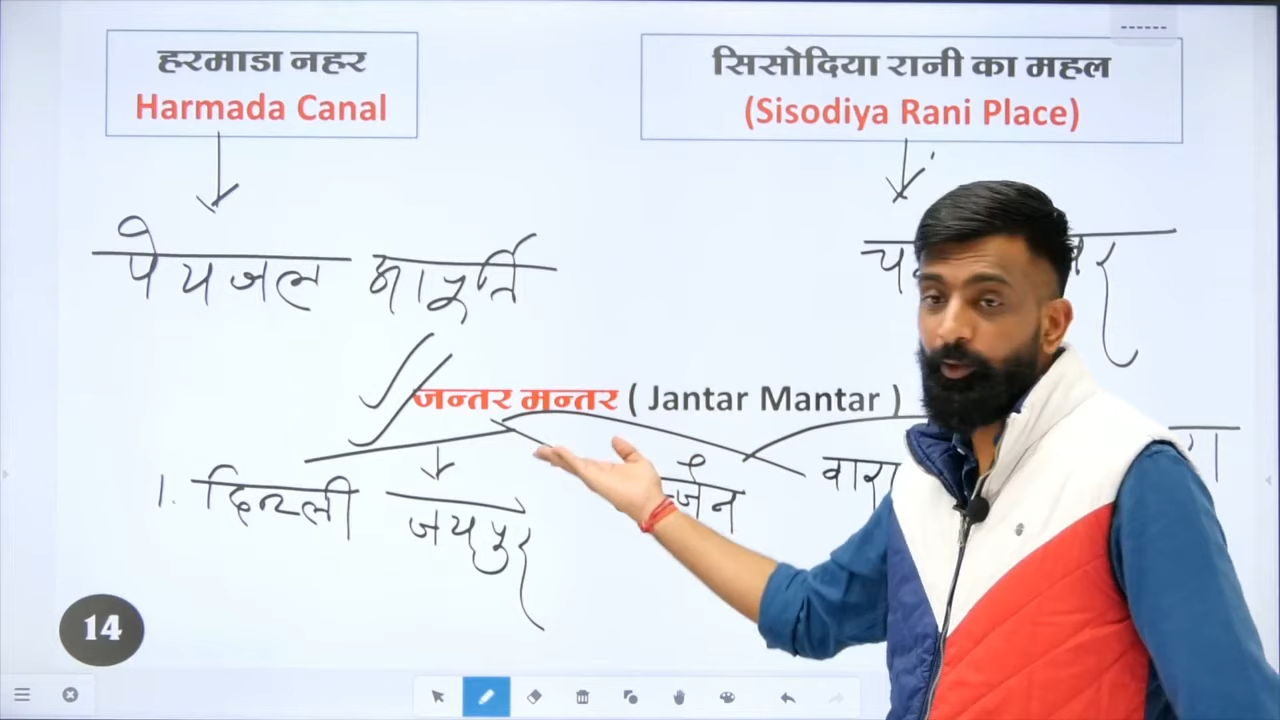 हरमाडा नहर
Harmada Canal
सिसोदिया रानी का महल
(Sisodiya Rani Place)
पेयजल आपूर्ति
जन्तर मन्तर ( Jantar Mantar )
1. दिल्ली जयपुर
14